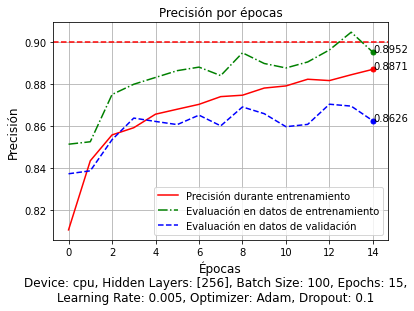 Precisión por épocas
Precisión
0.90
0.88
0.86
0.84
0.82
0.8952
0.8871
0.8626
Precisión durante entrenamiento
Evaluación en datos de entrenamiento
Evaluación en datos de validación
0 2 4 6 8 10 12 14
Épocas
Device: cpu, Hidden Layers: [256], Batch Size: 100, Epochs: 15,
Learning Rate: 0.005, Optimizer: Adam, Dropout: 0.1